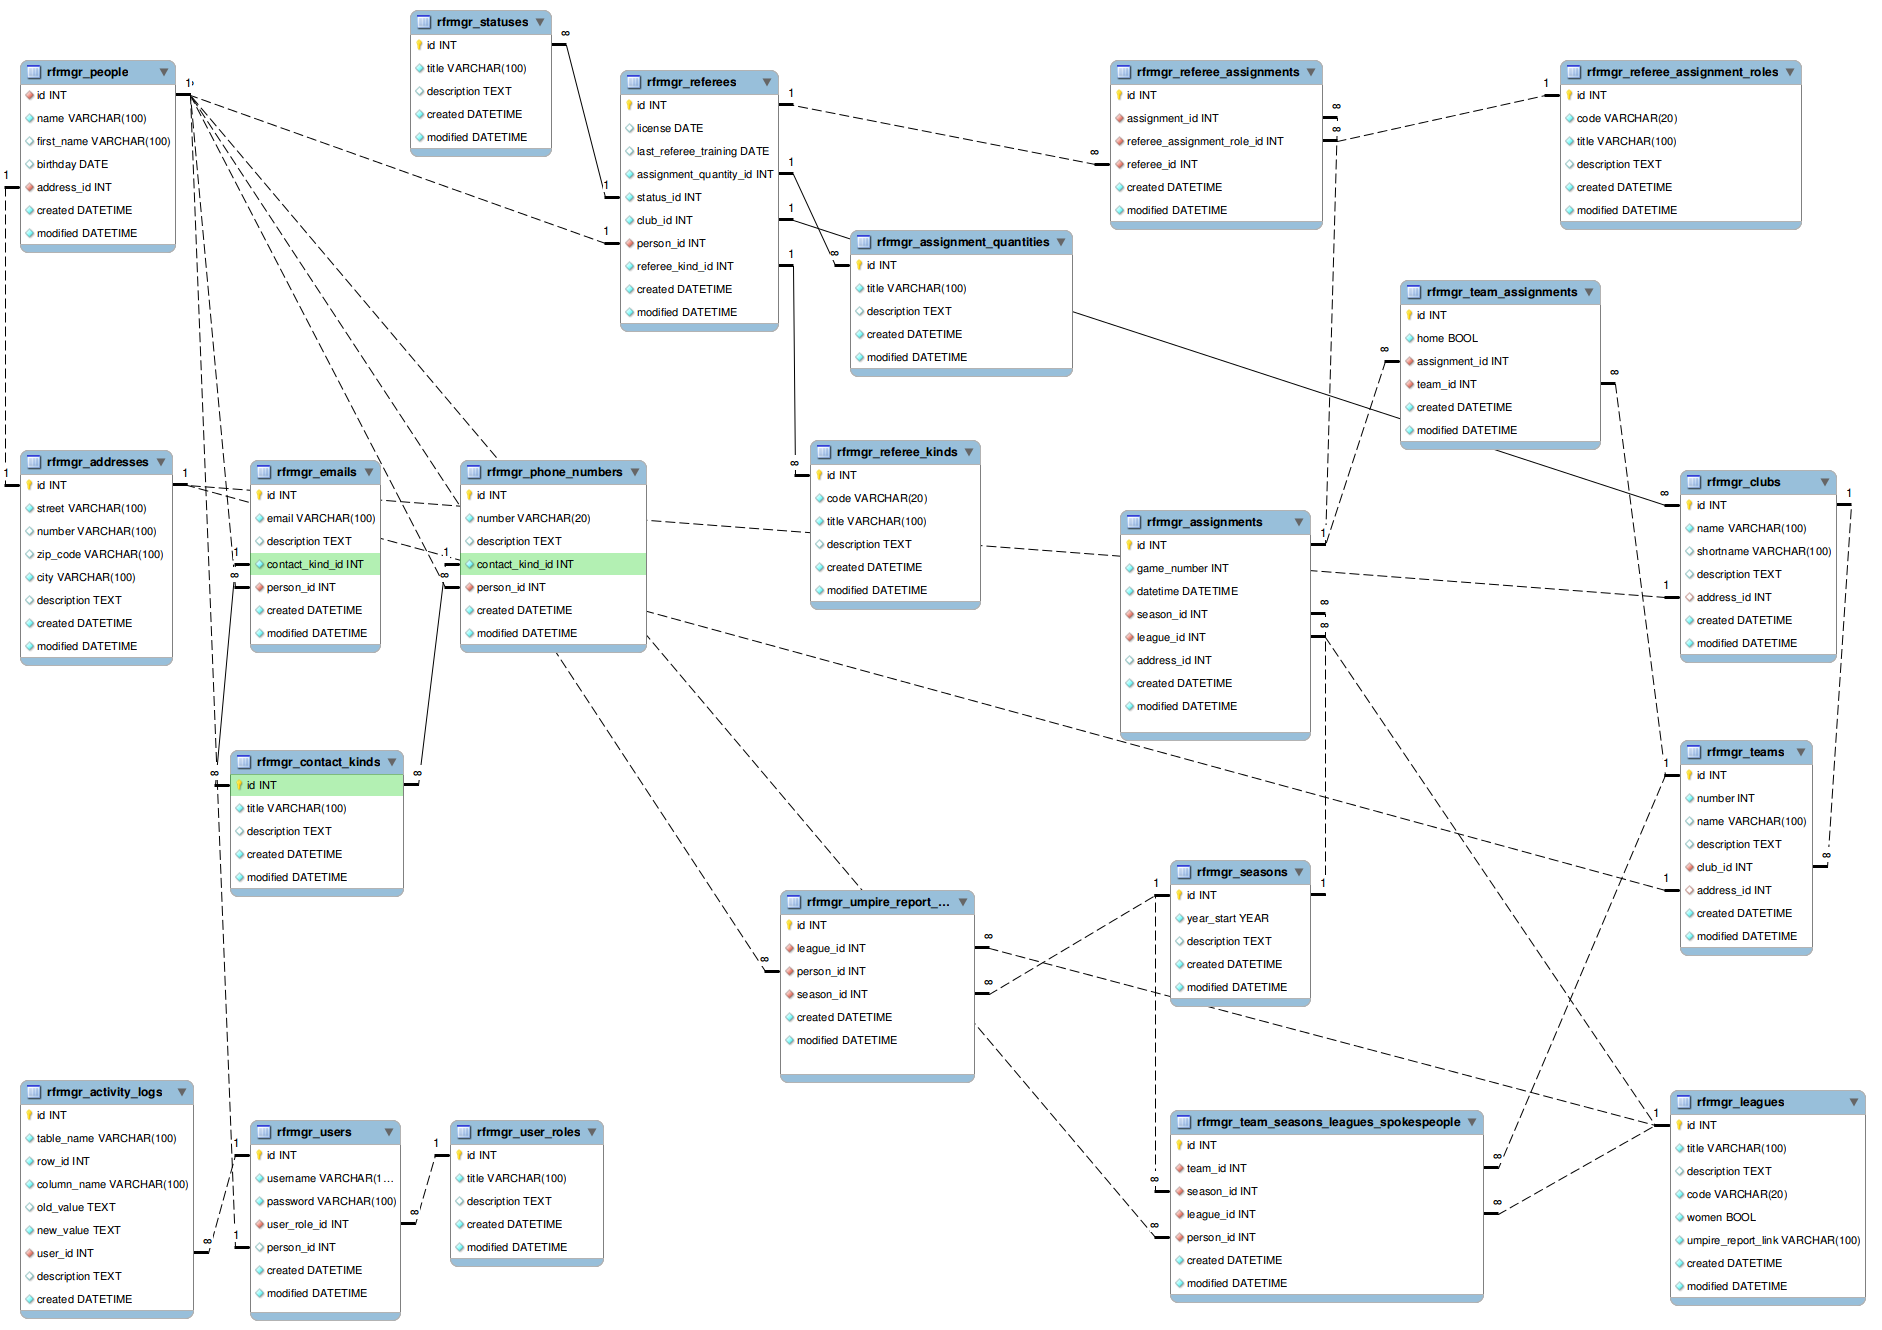 rfrmgr_statuses
id INT
title VARCHAR(100)
description TEXT
created DATETIME
modified DATETIME
rfrmgr_people
id INT
name VARCHAR(100)
first_name VARCHAR(100)
birthday DATE
address_id INT
created DATETIME
modified DATETIME
rfrmgr_referees
id INT
license DATE
last_referee_training DATE
assignment_quantity_id INT
status_id INT
club_id INT
person_id INT
referee_kind_id INT
created DATETIME
modified DATETIME
rfrmgr_referee_assignments
id INT
assignment_id INT
referee_assignment_role_id INT
referee_id INT
created DATETIME
modified DATETIME
rfrmgr_referee_assignment_roles
id INT
code VARCHAR(20)
title VARCHAR(100)
description TEXT
created DATETIME
modified DATETIME
rfrmgr_assignment_quantities
id INT
title VARCHAR(100)
description TEXT
created DATETIME
modified DATETIME
rfrmgr_team_assignments
id INT
home BOOL
assignment_id INT
team_id INT
created DATETIME
modified DATETIME
rfrmgr_addresses
id INT
street VARCHAR(100)
number VARCHAR(100)
zip_code VARCHAR(100)
city VARCHAR(100)
description TEXT
created DATETIME
modified DATETIME
rfrmgr_emails
id INT
email VARCHAR(100)
description TEXT
contact_kind_id INT
person_id INT
created DATETIME
modified DATETIME
rfrmgr_phone_numbers
id INT
number VARCHAR(20)
description TEXT
contact_kind_id INT
person_id INT
created DATETIME
modified DATETIME
rfrmgr_referee_kinds
id INT
code VARCHAR(20)
title VARCHAR(100)
description TEXT
created DATETIME
modified DATETIME
rfrmgr_assignments
id INT
game_number INT
datetime DATETIME
season_id INT
league_id INT
address_id INT
created DATETIME
modified DATETIME
rfrmgr_clubs
id INT
name VARCHAR(100)
shortname VARCHAR(100)
description TEXT
address_id INT
created DATETIME
modified DATETIME
rfrmgr_contact_kinds
id INT
title VARCHAR(100)
description TEXT
created DATETIME
modified DATETIME
rfrmgr_teams
id INT
number INT
name VARCHAR(100)
description TEXT
club_id INT
address_id INT
created DATETIME
modified DATETIME
rfrmgr_umpire_report_...
id INT
league_id INT
person_id INT
season_id INT
created DATETIME
modified DATETIME
rfrmgr_seasons
id INT
year_start YEAR
description TEXT
created DATETIME
modified DATETIME
rfrmgr_activity_logs
id INT
table_name VARCHAR(100)
row_id INT
column_name VARCHAR(100)
old_value TEXT
new_value TEXT
user_id INT
description TEXT
created DATETIME
rfrmgr_users
id INT
username VARCHAR(1...
password VARCHAR(100)
user_role_id INT
person_id INT
created DATETIME
modified DATETIME
rfrmgr_user_roles
id INT
title VARCHAR(100)
description TEXT
created DATETIME
modified DATETIME
rfrmgr_team_seasons_leagues_spokespeople
id INT
team_id INT
season_id INT
league_id INT
person_id INT
created DATETIME
modified DATETIME
rfrmgr_leagues
id INT
title VARCHAR(100)
description TEXT
code VARCHAR(20)
women BOOL
umpire_report_link VARCHAR(100)
created DATETIME
modified DATETIME